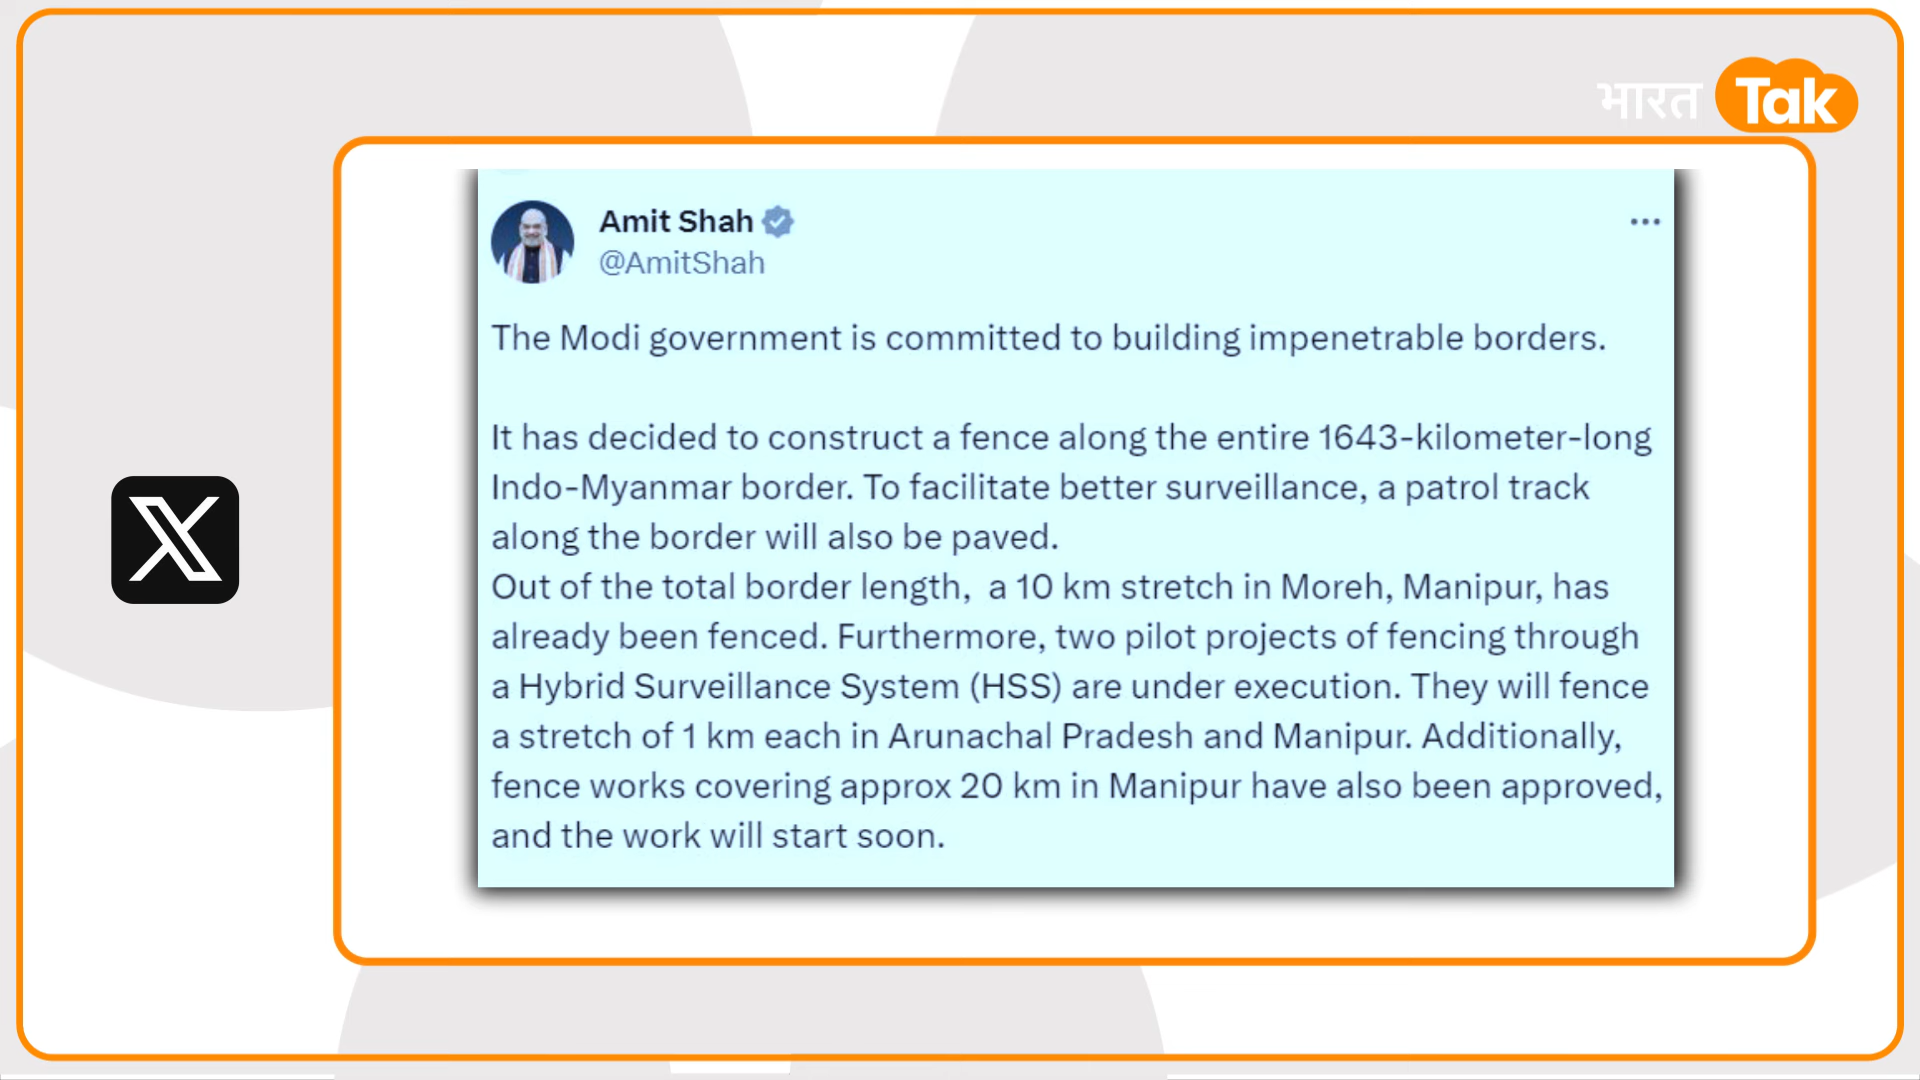 भारत Tak
Amit Shah
@AmitShah
The Modi government is committed to building impenetrable borders.
It has decided to construct a fence along the entire 1643-kilometer-long
Indo-Myanmar border. To facilitate better surveillance, a patrol track
along the border will also be paved.
Out of the total border length,  a 10 km stretch in Moreh, Manipur, has
already been fenced. Furthermore, two pilot projects of fencing through
a Hybrid Surveillance System (HSS) are under execution. They will fence
a stretch of 1 km each in Arunachal Pradesh and Manipur. Additionally,
fence works covering approx 20 km in Manipur have also been approved,
and the work will start soon.